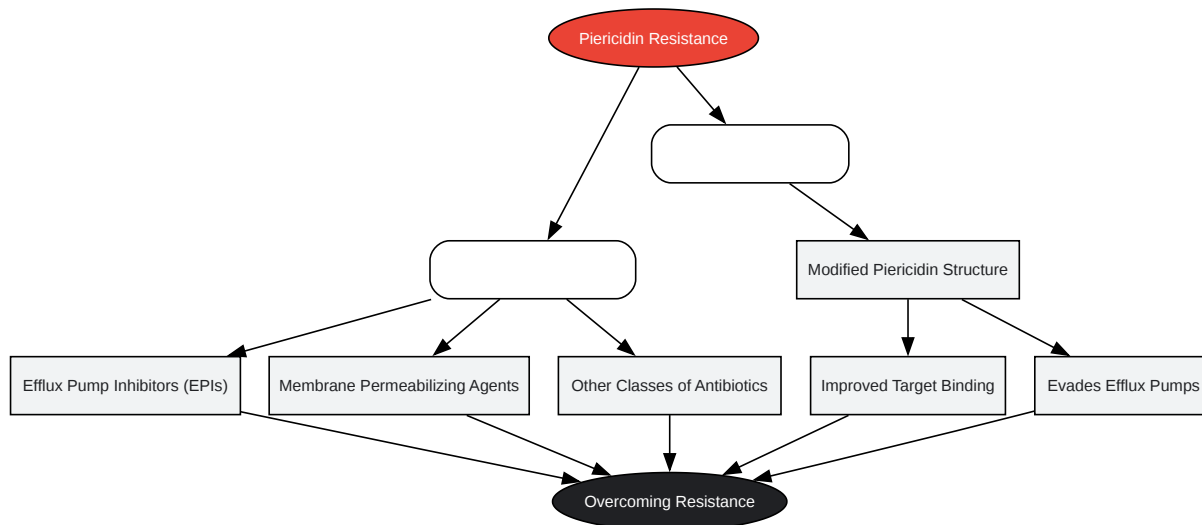 Piericidin Resistance
Modified Piericidin Structure
Efflux Pump Inhibitors (EPIs)
Membrane Permeabilizing Agents
Other Classes of Antibiotics
Improved Target Binding
Evades Efflux Pumps
Overcoming Resistance